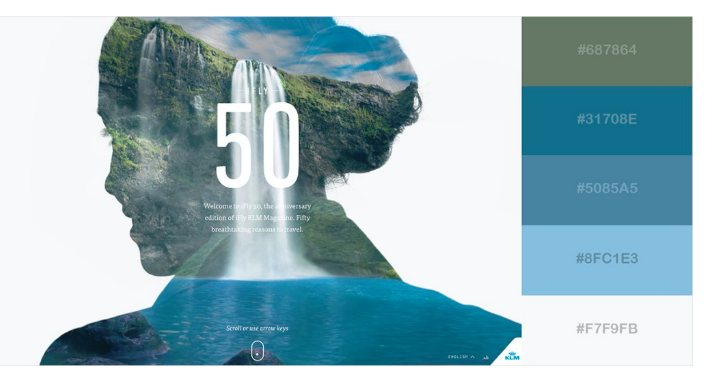 IFLY
50
Welcome to iFly 50, the anniversary
edition of iFly KLM Magazine. Fifty
breathtaking reasons to travel.
Scroll or use arrow keys
ENGLISH
KLM
#687864
#31708E
#5085A5
#8FC1E3
#F7F9FB